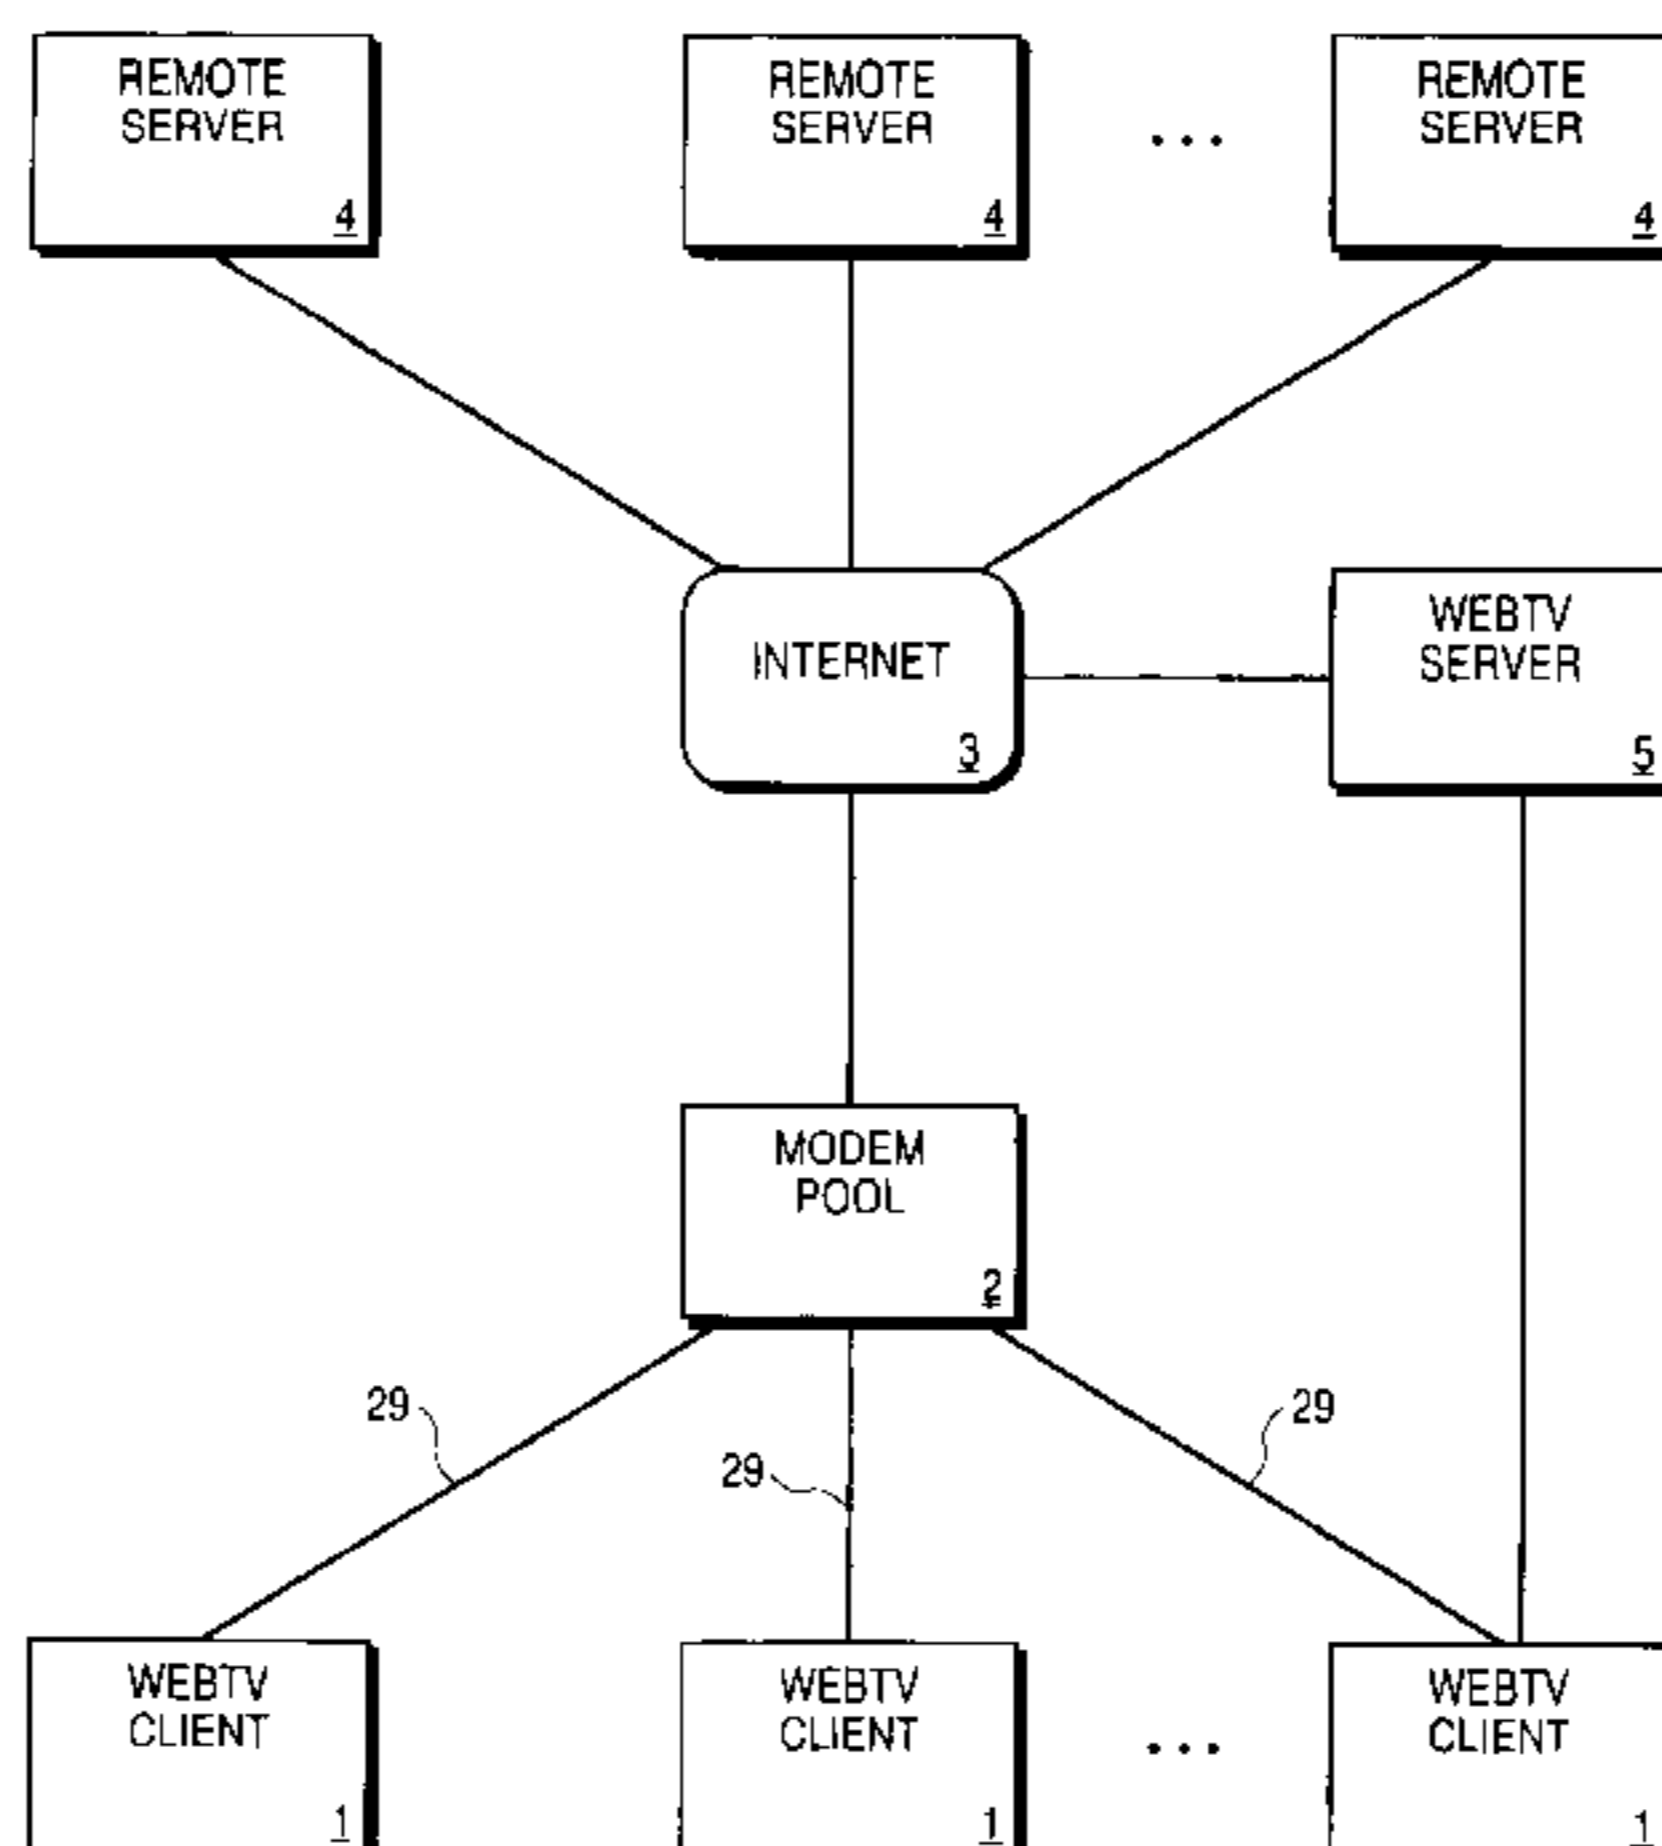 REMOTE
SERVER
4
REMOTE
SERVER
4
...
REMOTE
SERVER
4
INTERNET
3
WEBTV
SERVER
5
MODEM
POOL
2
29
29
29
WEBTV
CLIENT
1
WEBTV
CLIENT
1
...
WEBTV
CLIENT
1